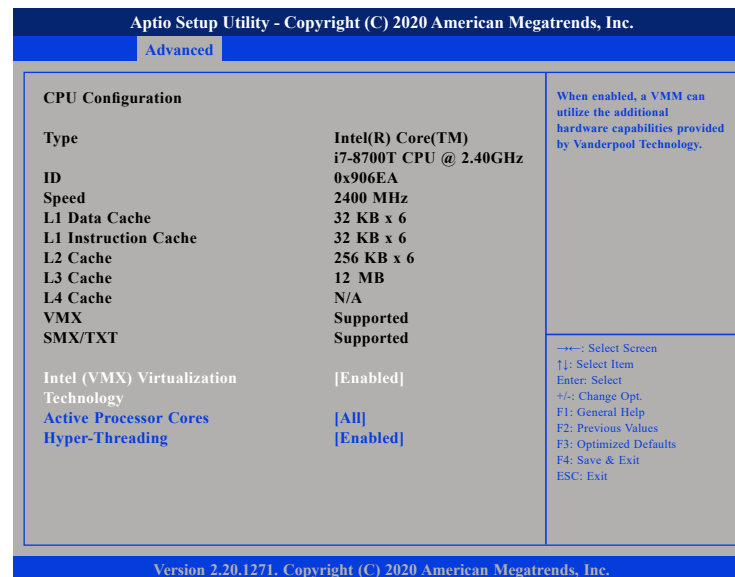 Aptio Setup Utility - Copyright (C) 2020 American Megatrends, Inc.
Advanced
CPU Configuration
Type Intel(R) Core(TM)
i7-8700T CPU @ 2.40GHz
ID 0x906EA
Speed 2400 MHz
L1 Data Cache 32 KB x 6
L1 Instruction Cache 32 KB x 6
L2 Cache 256 KB x 6
L3 Cache 12 MB
L4 Cache N/A
VMX Supported
SMX/TXT Supported
Intel (VMX) Virtualization [Enabled]
Technology
Active Processor Cores [All]
Hyper-Threading [Enabled]
When enabled, a VMM can
utilize the additional
hardware capabilities provided
by Vanderpool Technology.
→←: Select Screen
↑↓: Select Item
Enter: Select
+/-: Change Opt.
F1: General Help
F2: Previous Values
F3: Optimized Defaults
F4: Save & Exit
ESC: Exit
Version 2.20.1271. Copyright (C) 2020 American Megatrends, Inc.